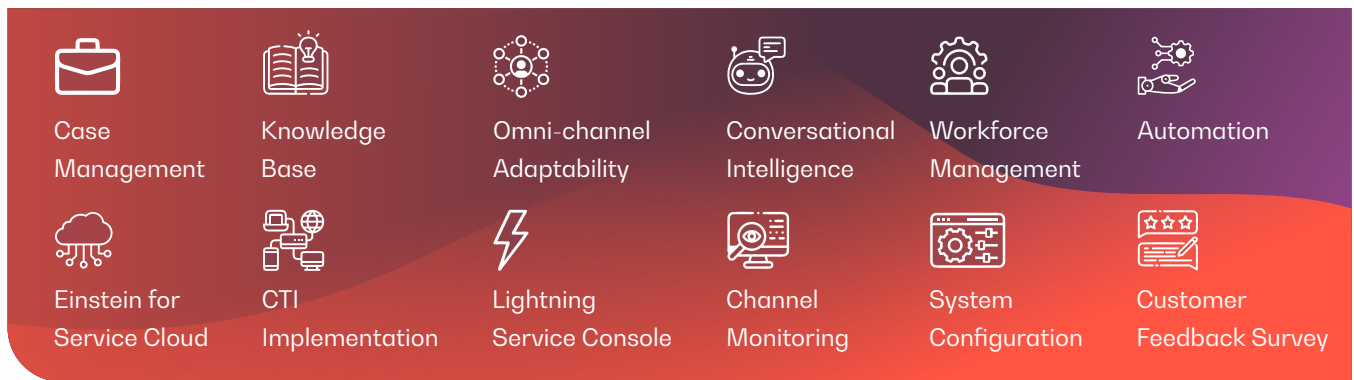 Case
Management
Knowledge
Base
Omni-channel
Adaptability
Conversational
Intelligence
Workforce
Management
Automation
Einstein for
Service Cloud
CTI
Implementation
Lightning
Service Console
Channel
Monitoring
System
Configuration
Customer
Feedback Survey